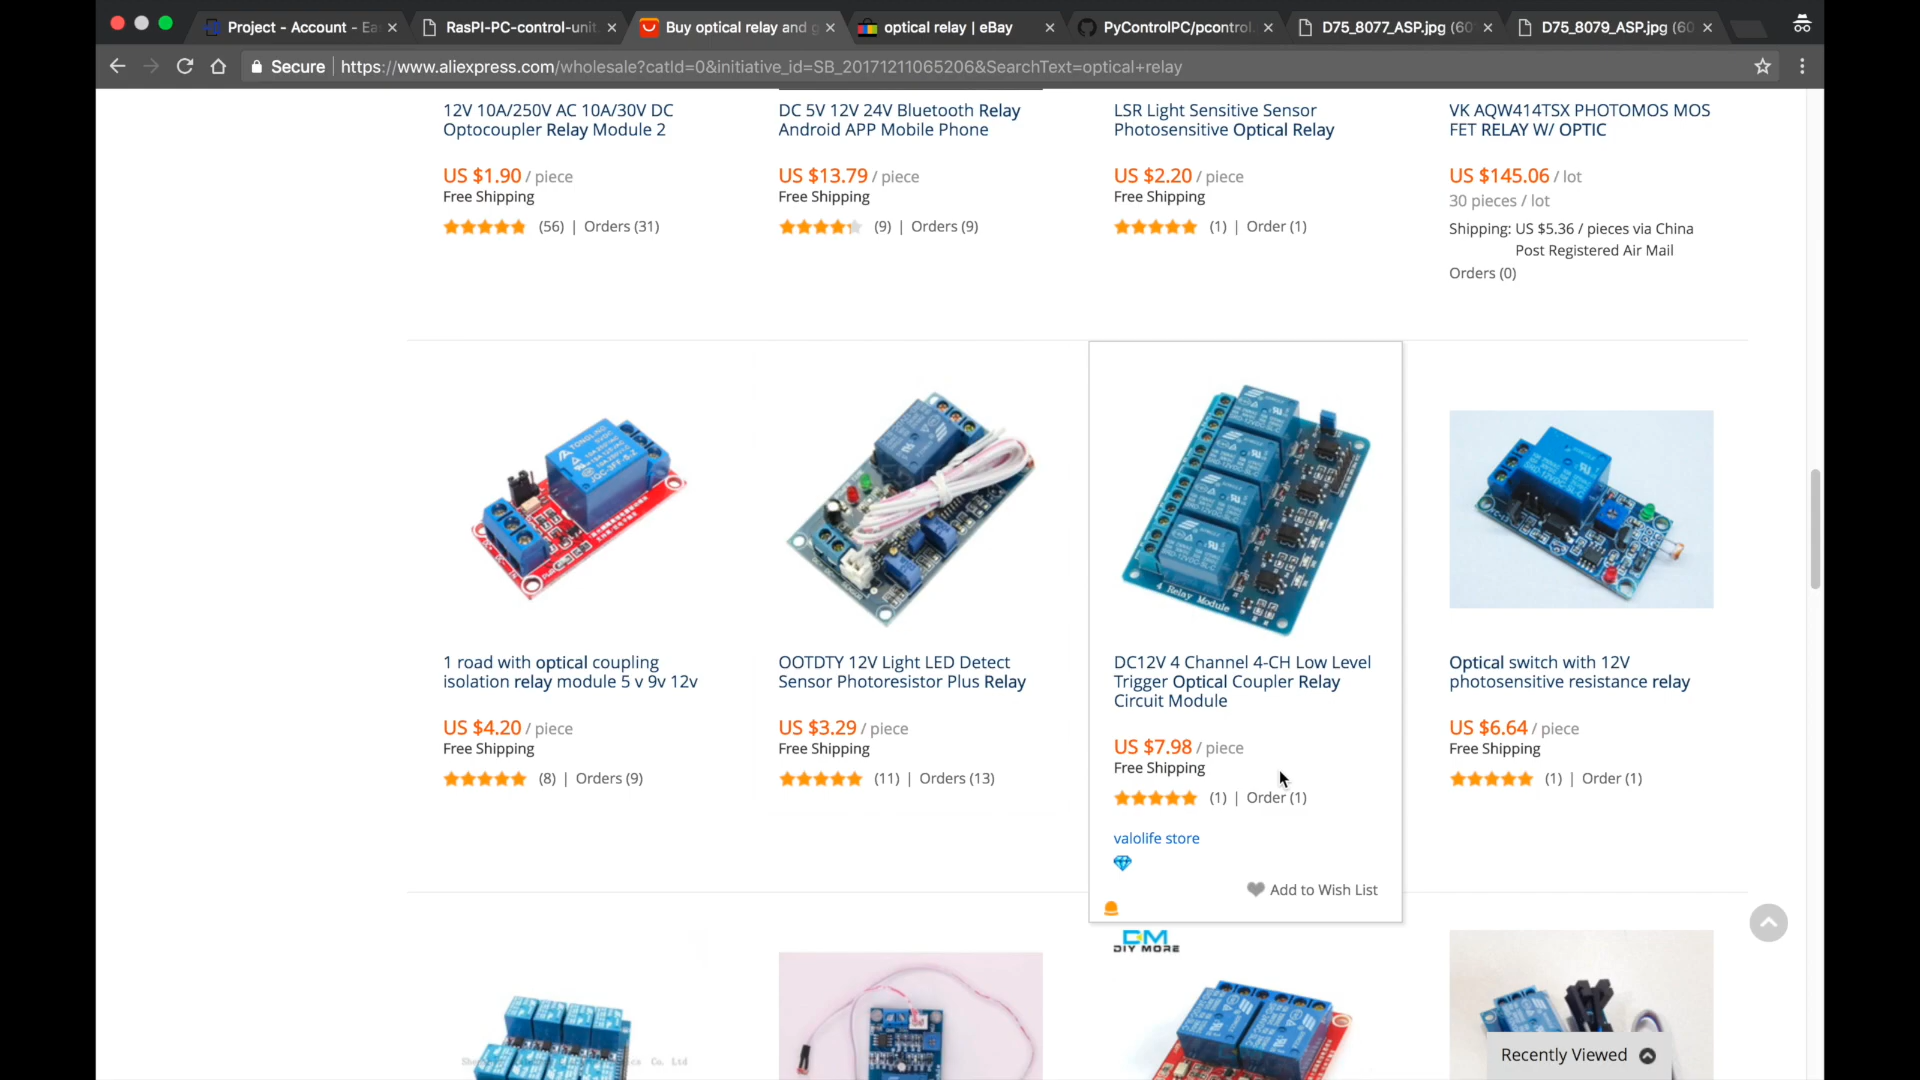 Project - Account - Ea
RasPI-PC-control-unit.
Buy optical relay and g
optical relay | eBay
PyControlPC/pcontrol.
D75_8077_ASP.jpg (60
D75_8079_ASP.jpg (60
Secure | https://www.aliexpress.com/wholesale?catId=0&initiative_id=SB_20171211065206&SearchText=optical+relay
12V 10A/250V AC 10A/30V DC
Optocoupler Relay Module 2
US $1.90 / piece
Free Shipping
(56) | Orders (31)
DC 5V 12V 24V Bluetooth Relay
Android APP Mobile Phone
US $13.79 / piece
Free Shipping
(9) | Orders (9)
LSR Light Sensitive Sensor
Photosensitive Optical Relay
US $2.20 / piece
Free Shipping
(1) | Order (1)
VK AQW414TSX PHOTOMOS MOS
FET RELAY W/ OPTIC
US $145.06 / lot
30 pieces / lot
Shipping: US $5.36 / pieces via China
Post Registered Air Mail
Orders (0)
1 road with optical coupling
isolation relay module 5 v 9v 12v
US $4.20 / piece
Free Shipping
(8) | Orders (9)
OOTDTY 12V Light LED Detect
Sensor Photoresistor Plus Relay
US $3.29 / piece
Free Shipping
(11) | Orders (13)
4 Relay Module
DC12V 4 Channel 4-CH Low Level
Trigger Optical Coupler Relay
Circuit Module
US $7.98 / piece
Free Shipping
(1) | Order (1)
valolife store
Add to Wish List
Optical switch with 12V
photosensitive resistance relay
US $6.64 / piece
Free Shipping
(1) | Order (1)
DIY MORE
Recently Viewed